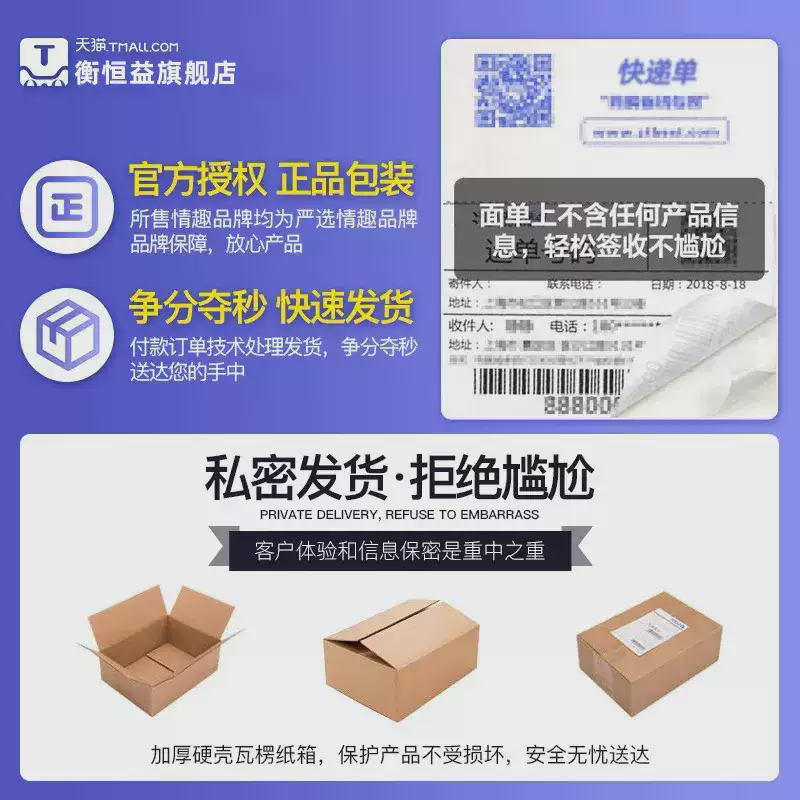 天猫 TMALL.COM
衡恒益旗舰店
正
官方授权 正品包装
所售情趣品牌均为严选情趣品牌
品牌保障，放心产品
争分夺秒 快速发货
付款订单技术处理发货，争分夺秒
送达您的手中
快递单
面单上不含任何产品信
息，轻松签收不尴尬
寄件人：
联系电话：
日期：2018-8-18
地址：
收件人：
电话：
地址：
私密发货·拒绝尴尬
PRIVATE DELIVERY, REFUSE TO EMBARRASS
客户体验和信息保密是重中之重
加厚硬壳瓦楞纸箱，保护产品不受损坏，安全无忧送达